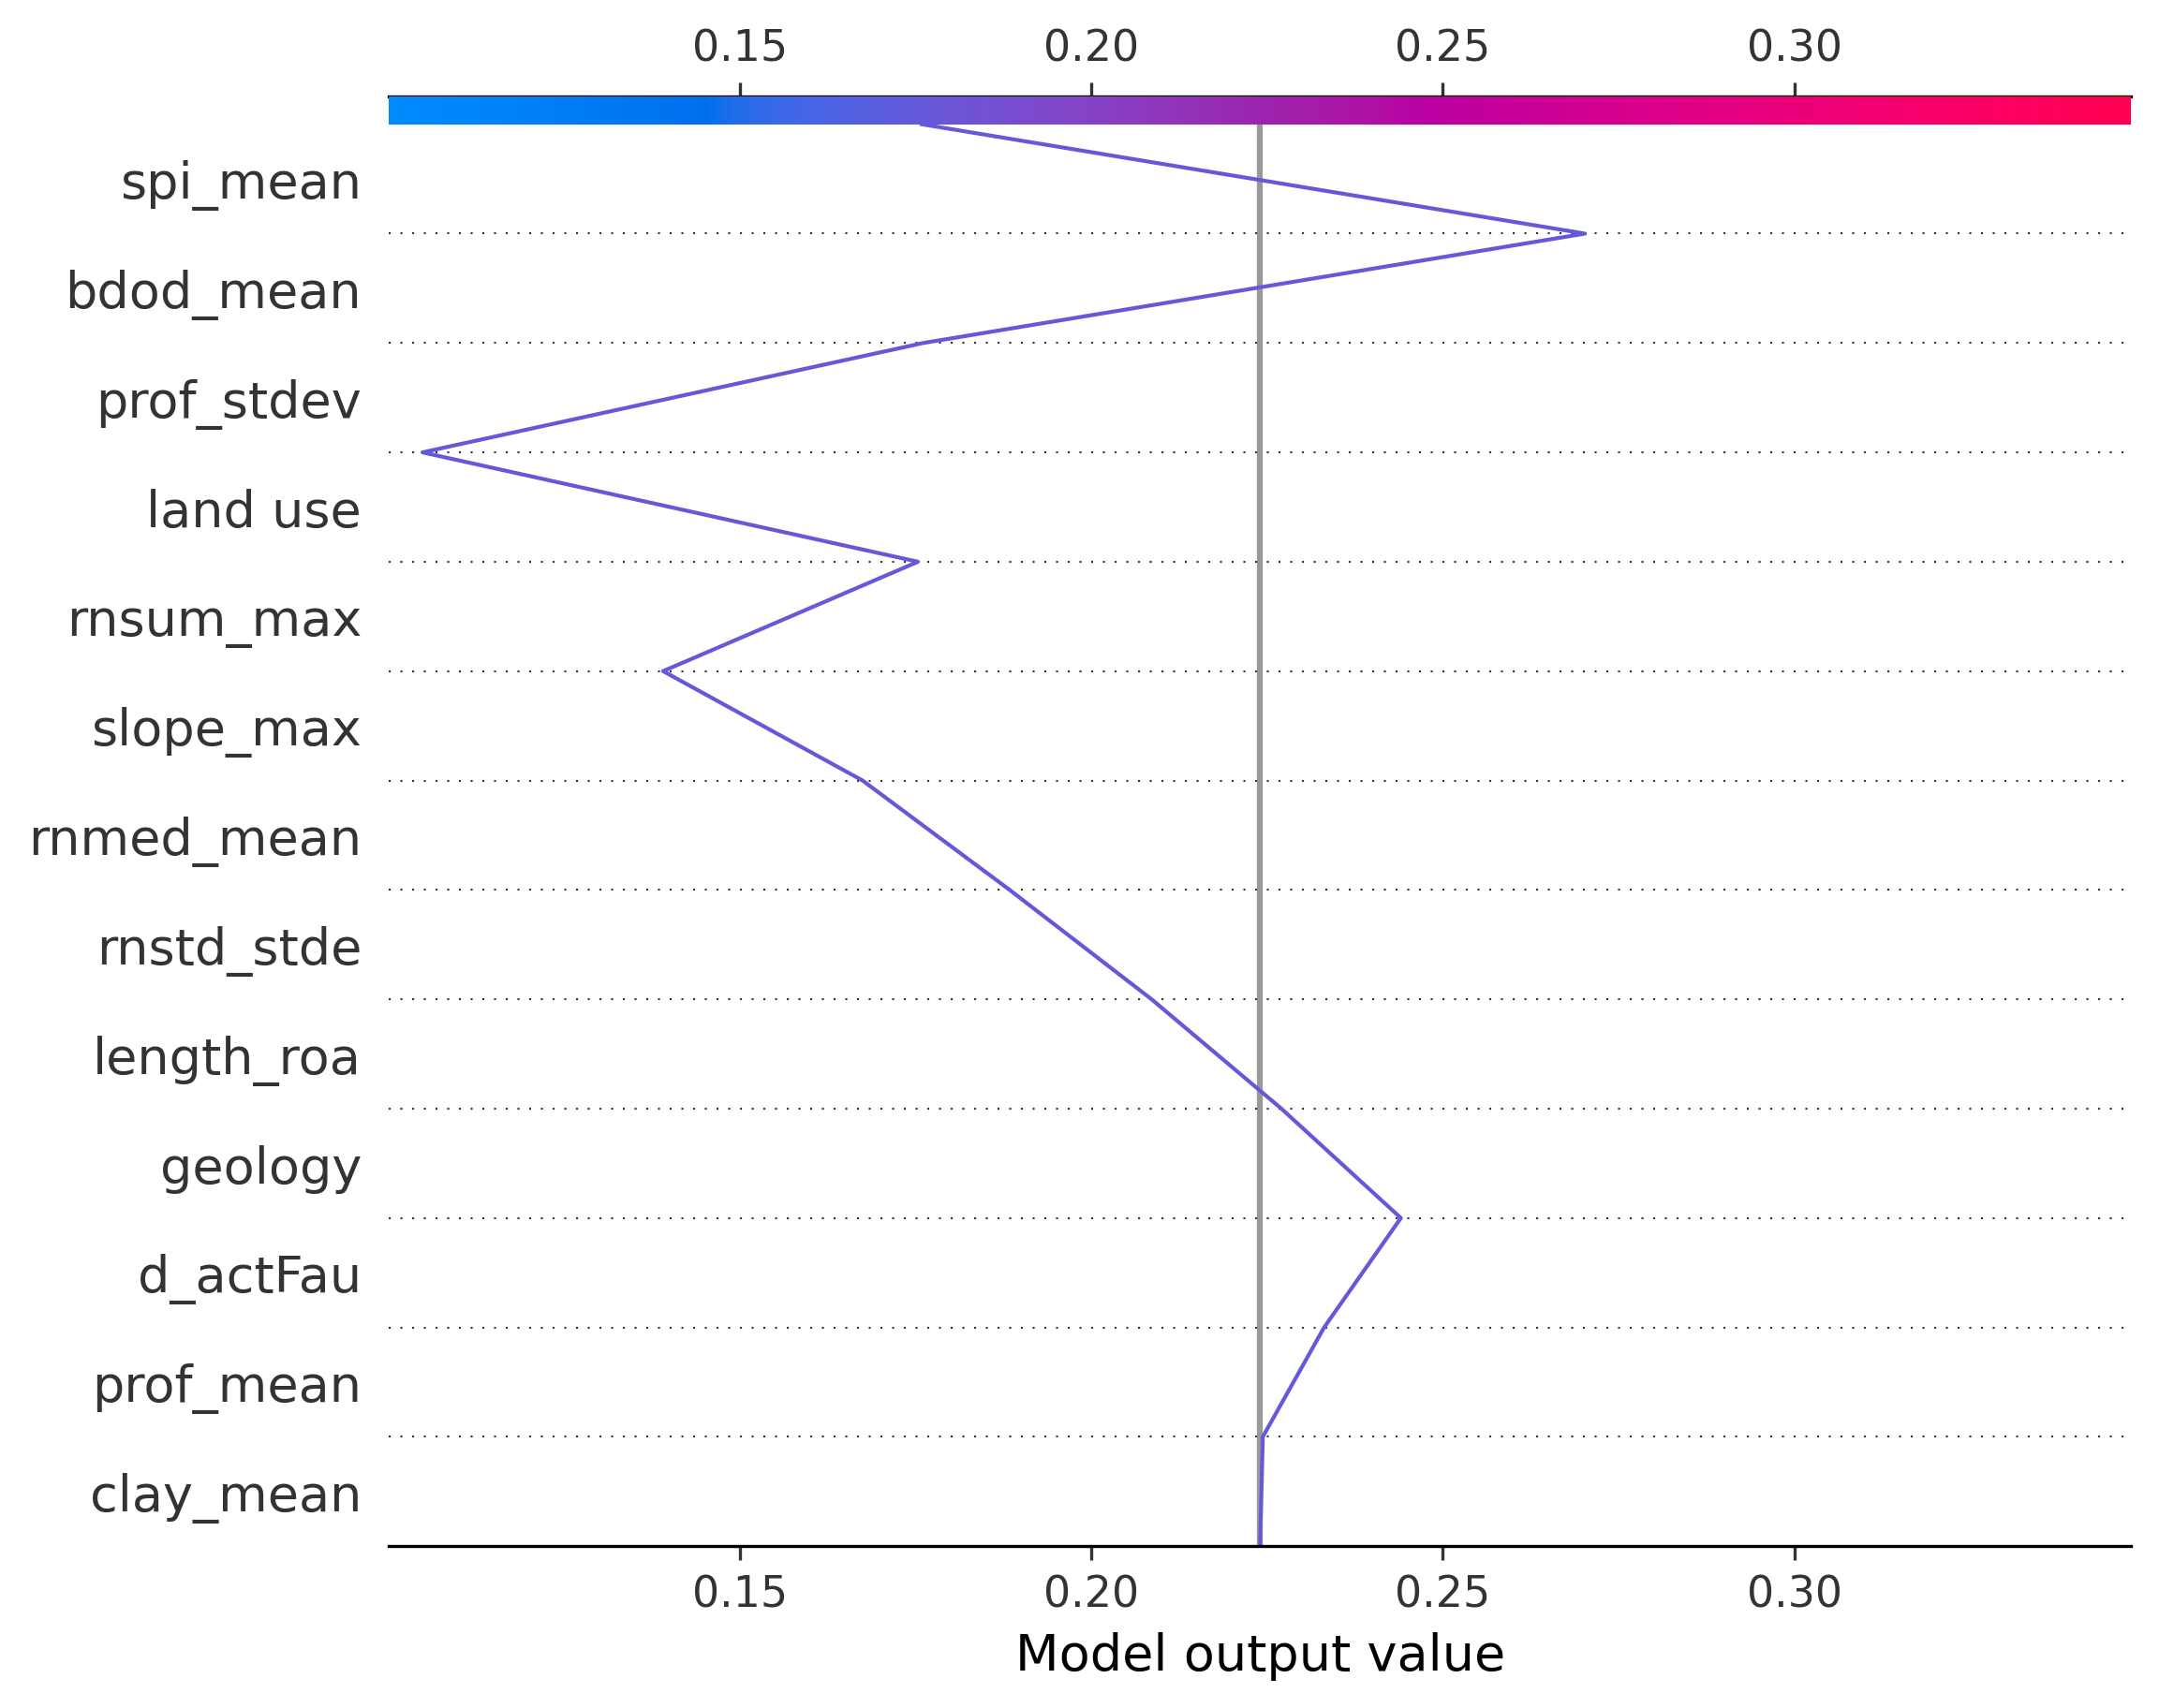 0.15 0.20 0.25 0.30
spi_mean
bdod_mean
prof_stdev
land use
rnsum_max
slope_max
rnmed_mean
rnstd_stde
length_roa
geology
d_actFau
prof_mean
clay_mean
0.15 0.20 0.25 0.30
Model output value